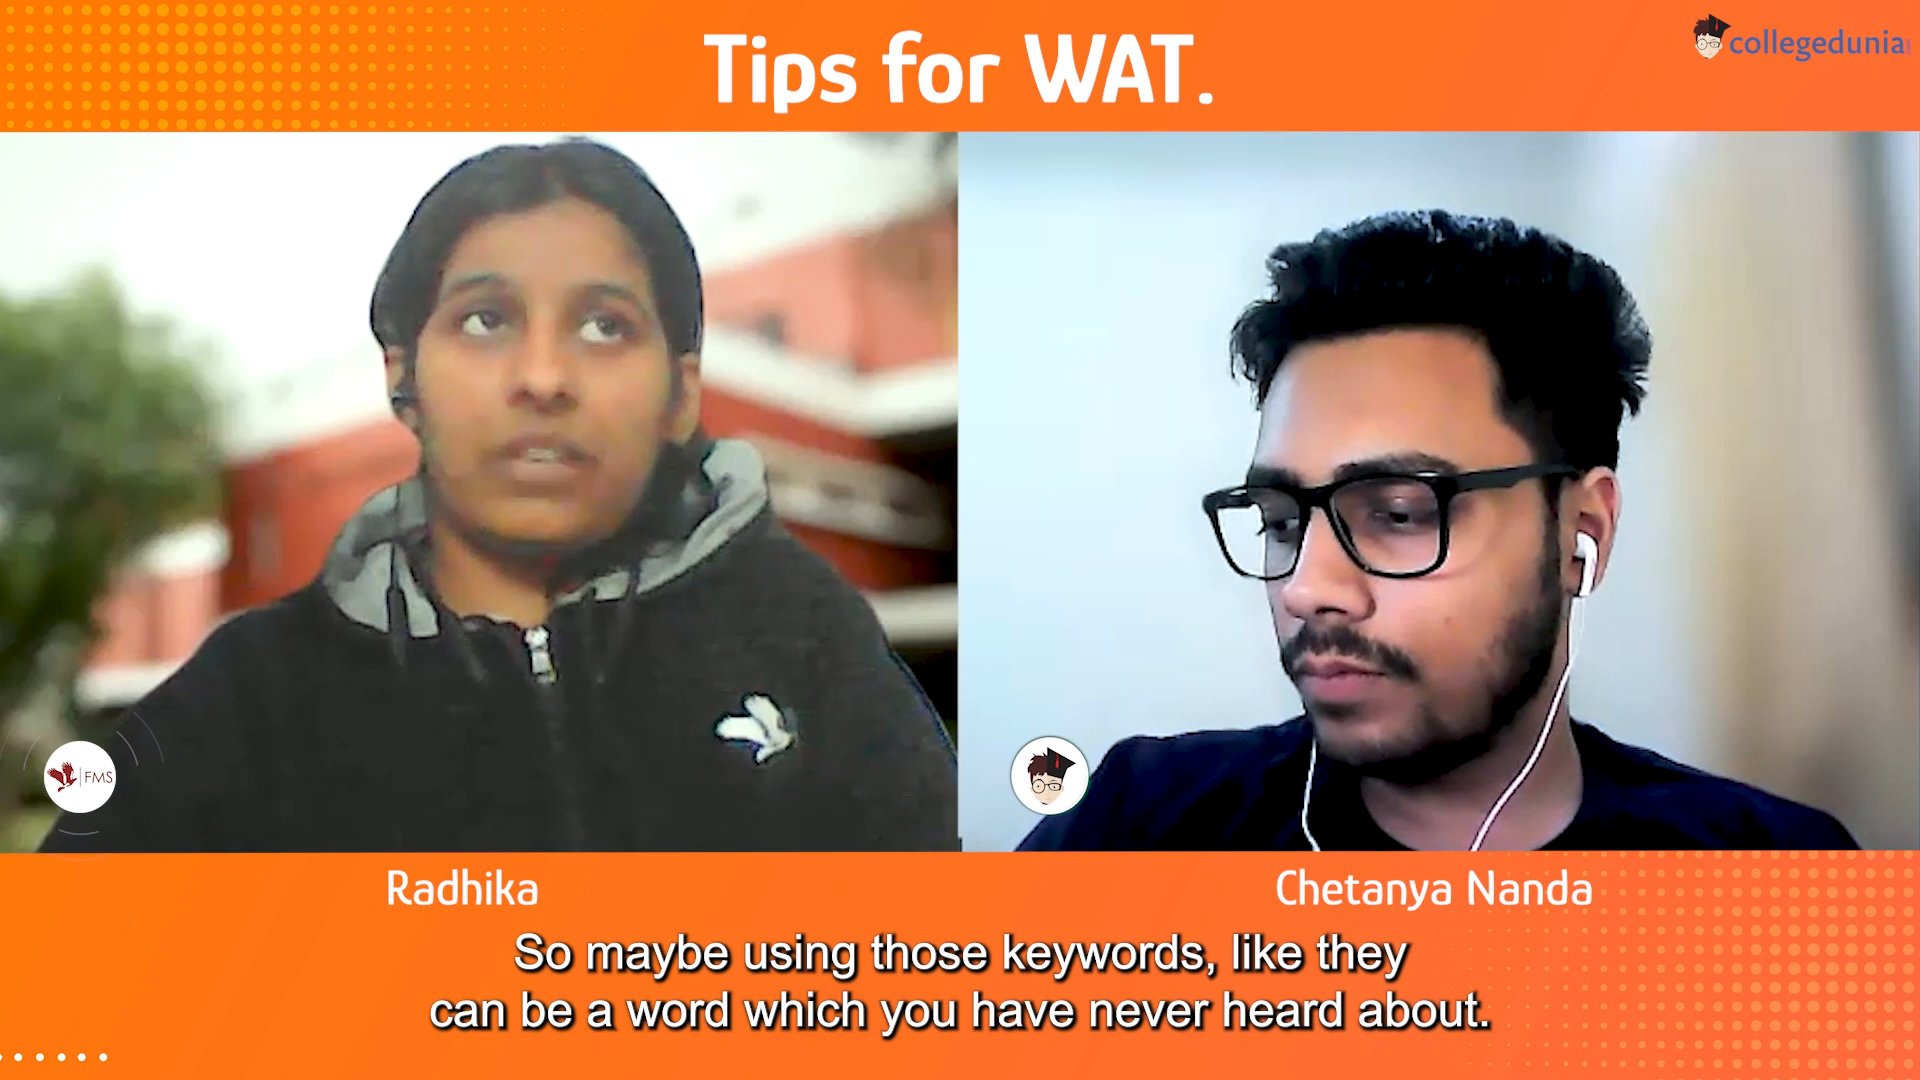 Tips for WAT.
collegedunia
FMS
Radhika
Chetanya Nanda
So maybe using those keywords, like they
can be a word which you have never heard about.